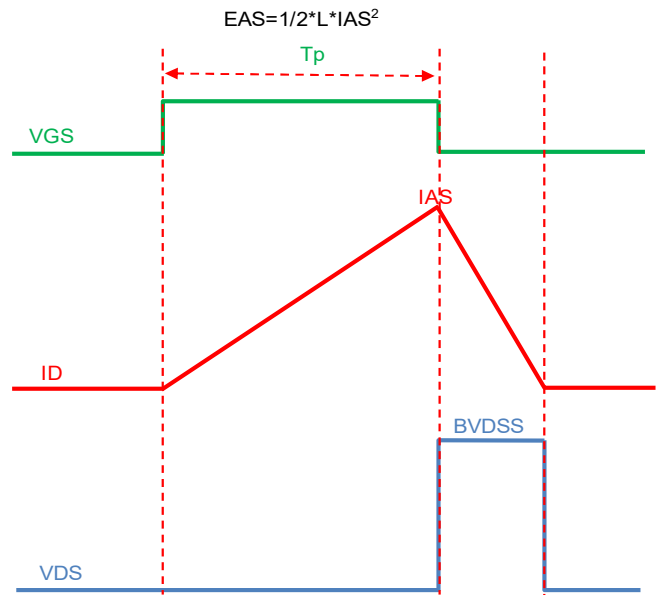 EAS=1/2*L*IAS²
Tp
VGS
IAS
ID
BVDSS
VDS